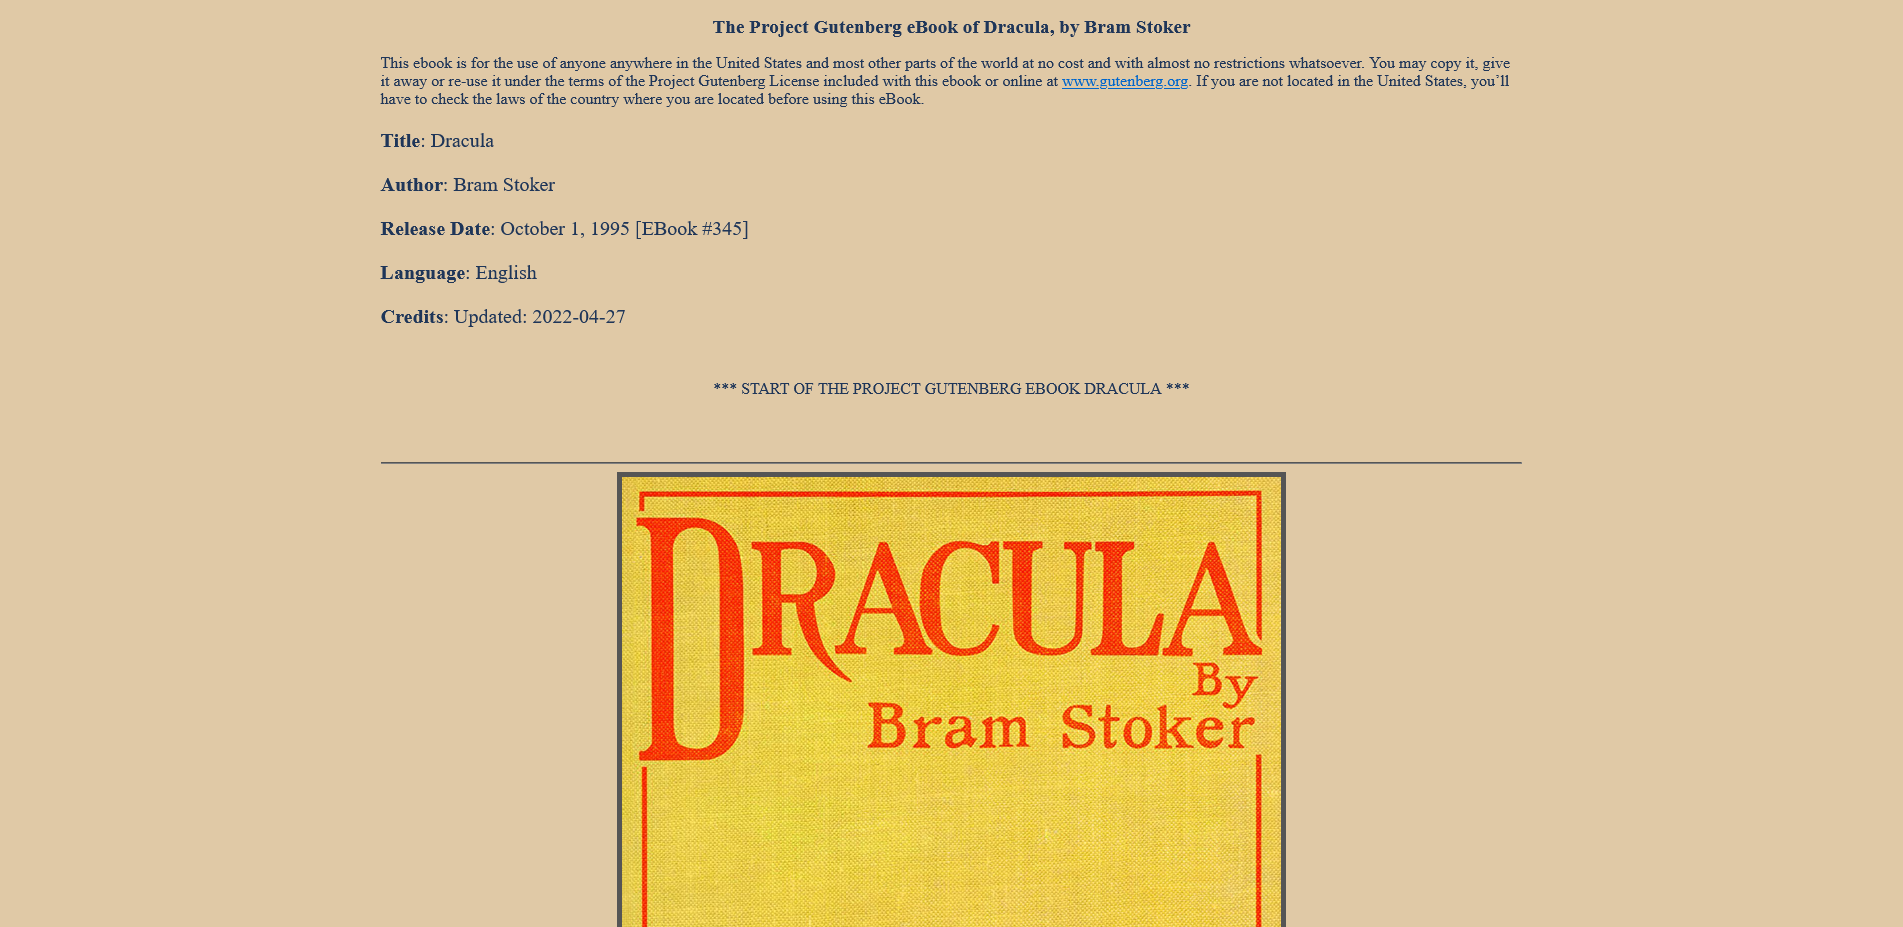 The Project Gutenberg eBook of Dracula, by Bram Stoker
This ebook is for the use of anyone anywhere in the United States and most other parts of the world at no cost and with almost no restrictions whatsoever. You may copy it, give
it away or re-use it under the terms of the Project Gutenberg License included with this ebook or online at www.gutenberg.org. If you are not located in the United States, you’ll
have to check the laws of the country where you are located before using this eBook.
Title: Dracula
Author: Bram Stoker
Release Date: October 1, 1995 [EBook #345]
Language: English
Credits: Updated: 2022-04-27
*** START OF THE PROJECT GUTENBERG EBOOK DRACULA ***
DRACULA
By
Bram Stoker